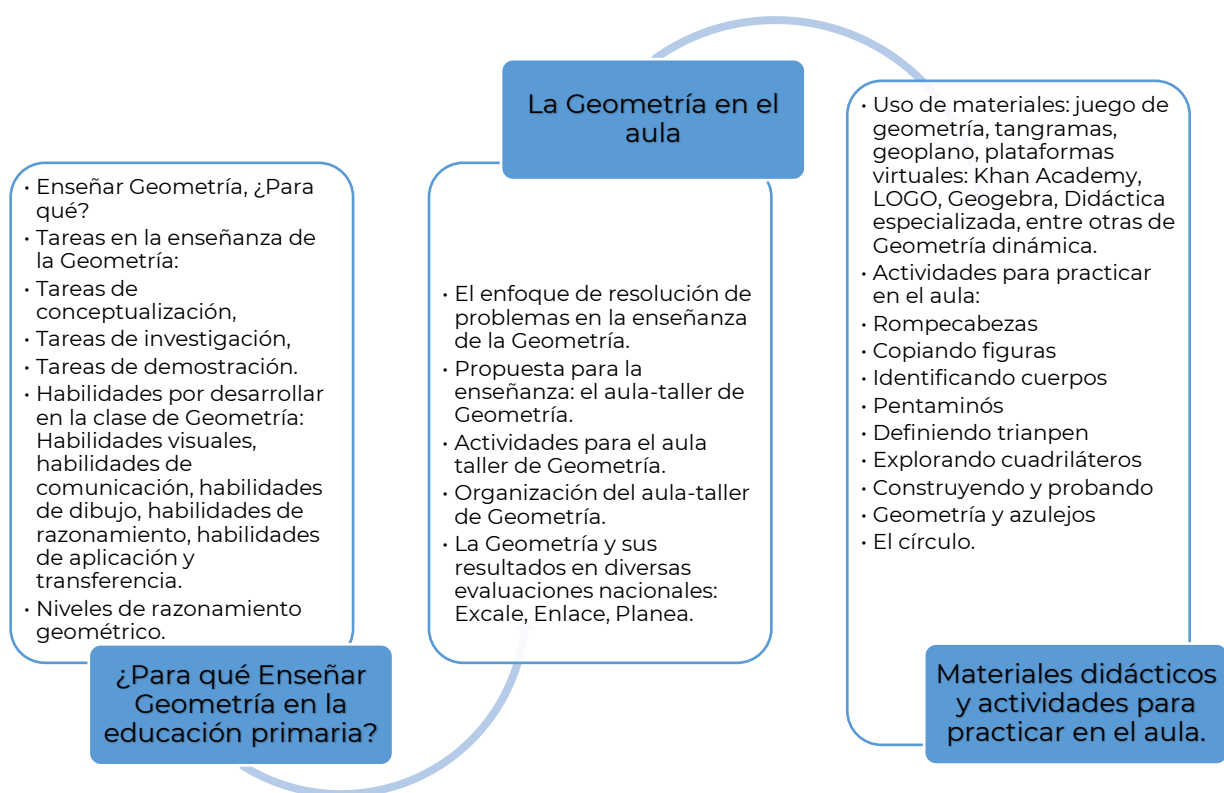 · Enseñar Geometría, ¿Para
qué?
· Tareas en la enseñanza de
la Geometría:
· Tareas de
conceptualización,
· Tareas de investigación,
· Tareas de demostración.
· Habilidades por desarrollar
en la clase de Geometría:
Habilidades visuales,
habilidades de
comunicación, habilidades
de dibujo, habilidades de
razonamiento, habilidades
de aplicación y
transferencia.
· Niveles de razonamiento
geométrico.
¿Para qué Enseñar
Geometría en la
educación primaria?
La Geometría en el
aula
· El enfoque de resolución de
problemas en la enseñanza
de la Geometría.
· Propuesta para la
enseñanza: el aula-taller de
Geometría.
· Actividades para el aula
taller de Geometría.
· Organización del aula-taller
de Geometría.
· La Geometría y sus
resultados en diversas
evaluaciones nacionales:
Excale, Enlace, Planea.
· Uso de materiales: juego de
geometría, tangramas,
geoplano, plataformas
virtuales: Khan Academy,
LOGO, Geogebra, Didáctica
especializada, entre otras de
Geometría dinámica.
· Actividades para practicar
en el aula:
· Rompecabezas
· Copiando figuras
· Identificando cuerpos
· Pentaminós
· Definiendo trianpen
· Explorando cuadriláteros
· Construyendo y probando
· Geometría y azulejos
· El círculo.
Materiales didácticos
y actividades para
practicar en el aula.